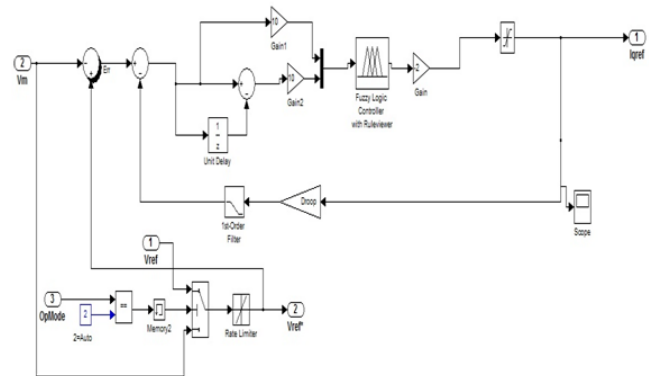 10
Gain1
2
Vm
Err
10
Gain2
Fuzzy Logic
Controller
with Ruleviewer
-2
Gain
1
Iqref
1
z
Unit Delay
1st-Order
Filter
Droop
Scope
1
Vref
3
OpMode
2
2=Auto
==
Memory2
Rate Limiter
2
Vref*